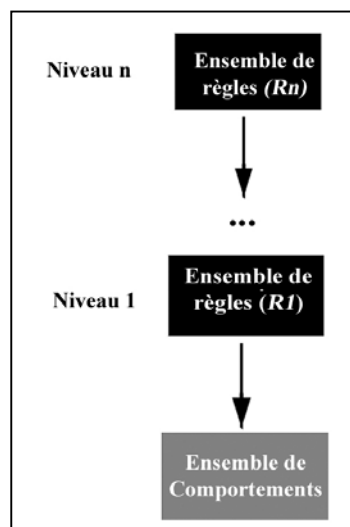 Niveau n
Ensemble de
règles (Rn)
...
Niveau 1
Ensemble de
règles (R1)
Ensemble de
Comportements